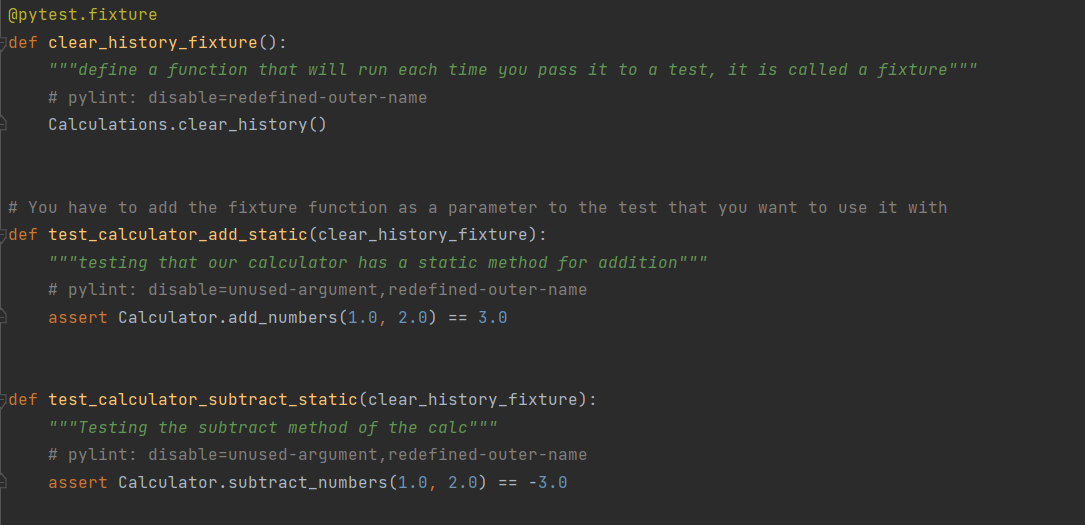 @pytest.fixture
def clear_history_fixture():
    """define a function that will run each time you pass it to a test, it is called a fixture"""
    # pylint: disable=redefined-outer-name
    Calculations.clear_history()
# You have to add the fixture function as a parameter to the test that you want to use it with
def test_calculator_add_static(clear_history_fixture):
    """testing that our calculator has a static method for addition"""
    # pylint: disable=unused-argument,redefined-outer-name
    assert Calculator.add_numbers(1.0, 2.0) == 3.0
def test_calculator_subtract_static(clear_history_fixture):
    """Testing the subtract method of the calc"""
    # pylint: disable=unused-argument,redefined-outer-name
    assert Calculator.subtract_numbers(1.0, 2.0) == -3.0